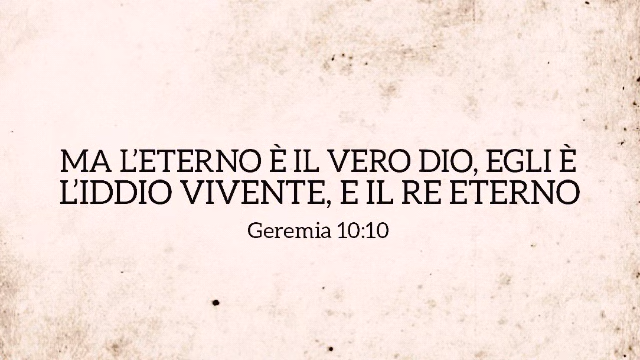 MA L'ETERNO È IL VERO DIO, EGLI È
L'IDDIO VIVENTE, E IL RE ETERNO
Geremia 10:10